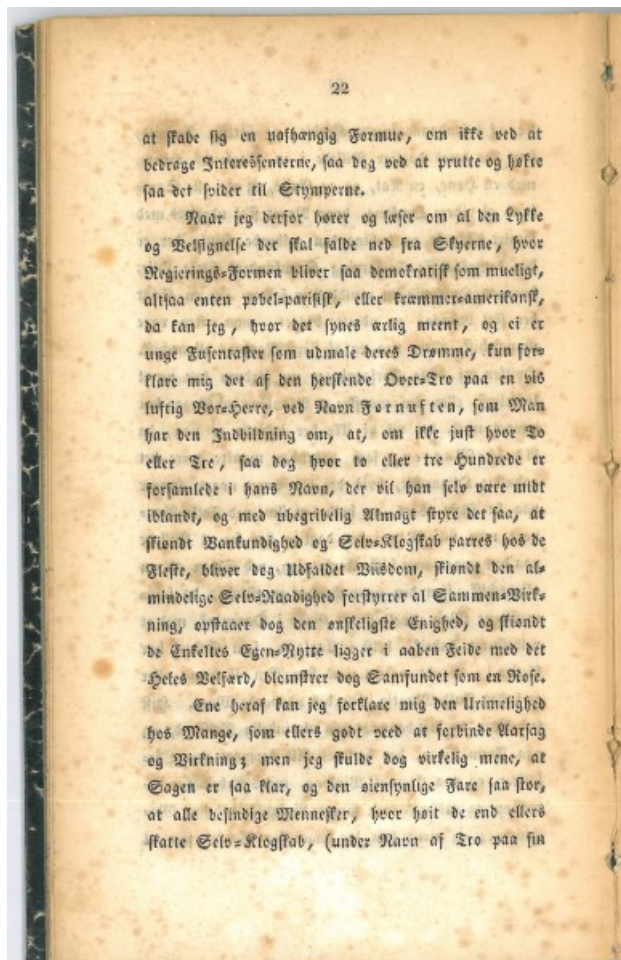 22
at skabe sig en uafhængig Formue, om ikke ved at
bedrage Interessenterne, saa dog ved at prutte og høkre
saa det svider til Stymperne.
Naar jeg derfor hører og læser om al den Lykke
og Velsignelse der skal falde ned fra Skyerne, hvor
Regierings=Formen bliver saa demokratisk som mueligt,
altsaa enten pøbel=parisisk, eller kræmmer=amerikansk,
da kan jeg, hvor det synes ærlig meent, og ei er
unge Fusentaster som udmale deres Drømme, kun for=
klare mig det af den herskende Over=Tro paa en vis
luftig Vor=Herre, ved Navn Fornuften, som Man
har den Indbildning om, at, om ikke just hvor To
eller Tre, saa dog hvor to eller tre Hundrede er
forsamlede i hans Navn, der vil han selv være midt
iblandt, og med ubegribelig Almagt styre det saa, at
skiøndt Vankundighed og Selv=Klogskab parres hos de
Fleste, bliver dog Udfaldet Viisdom, skiøndt den al=
mindelige Selv=Raadighed forstyrrer al Sammen=Virk=
ning, opstaaer dog den ønskeligste Enighed, og skiøndt
de Enkeltes Egen=Nytte ligger i aaben Feide med det
Heles Velfærd, blomstrer dog Samfundet som en Rose.
Ene heraf kan jeg forklare mig den Urimelighed
hos Mange, som ellers godt veed at forbinde Aarsag
og Virkning; men jeg skulde dog virkelig mene, at
Sagen er saa klar, og den øiensynlige Fare saa stor,
at alle besindige Mennesker, hvor høit de end ellers
skatte Selv=Klogskab, (under Navn af Tro paa sin